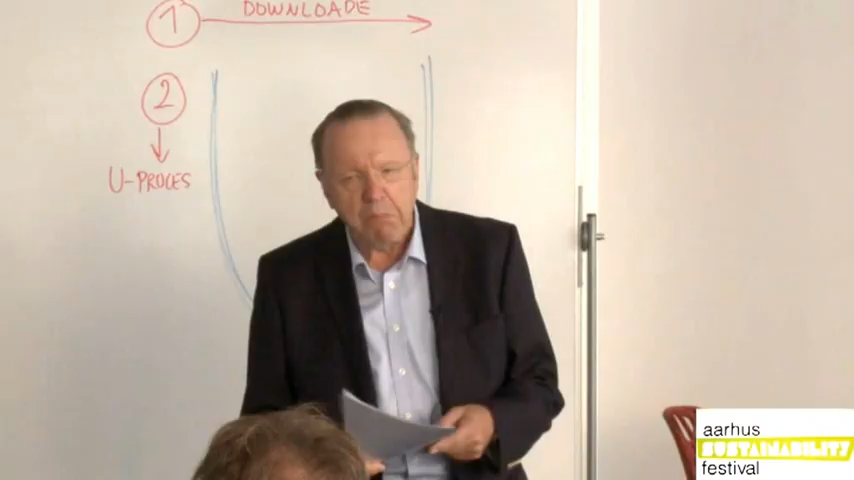 1 DOWNLOADE
2
U-PROCES
aarhus
SUSTAINABILITY
festival